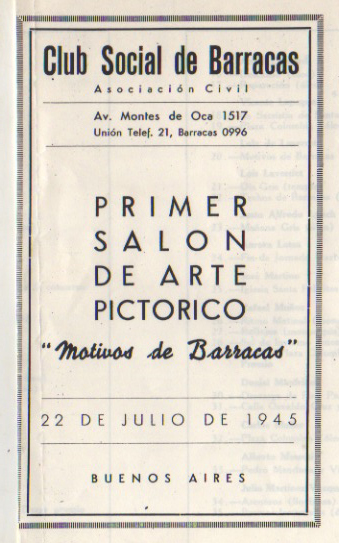 Club Social de Barracas
Asociación Civil
Av. Montes de Oca 1517
Unión Telef. 21, Barracas 0996
PRIMER
SALON
DE ARTE
PICTORICO
"Motivos de Barracas"
22 DE JULIO DE 1945
BUENOS AIRES